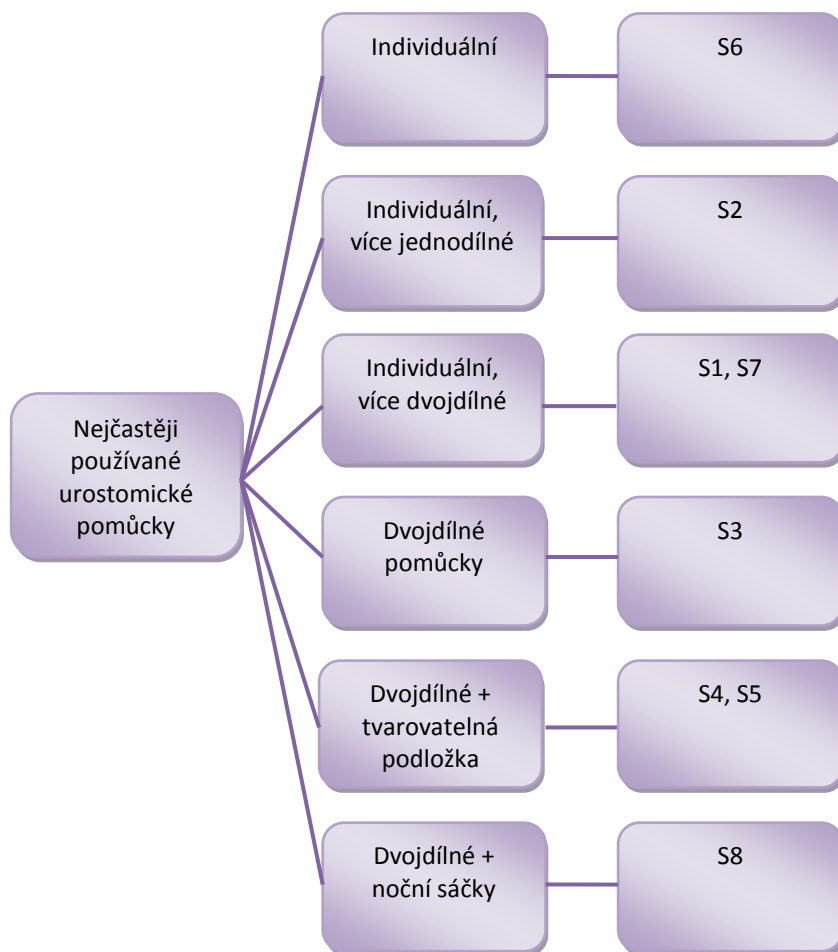 Nejčastěji
používané
urostomické
pomůcky
Individuální
S6
Individuální,
více jednodílné
S2
Individuální,
více dvojdílné
S1, S7
Dvojdílné
pomůcky
S3
Dvojdílné +
tvarovatelná
podložka
S4, S5
Dvojdílné +
noční sáčky
S8